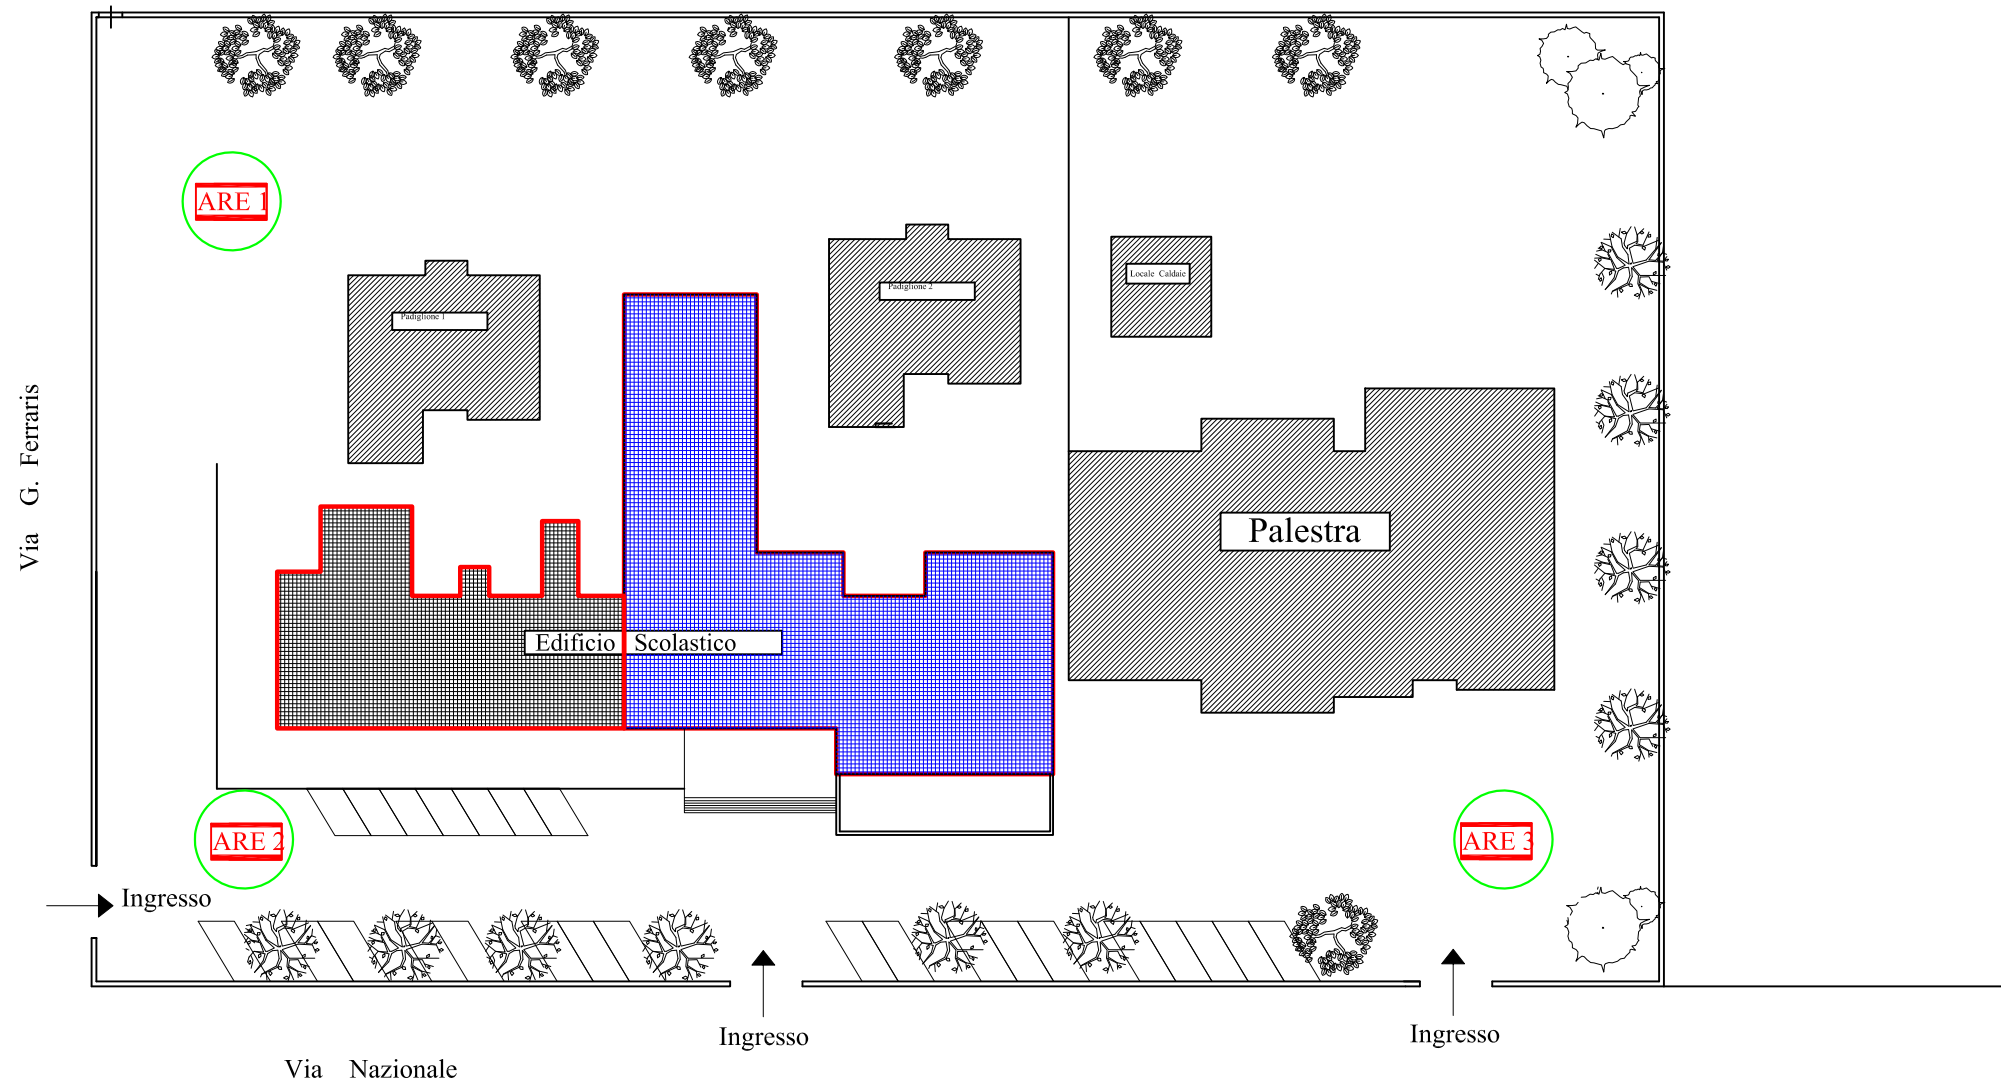 ARE 1
Padiglione 2
Locale Caldaie
Padiglione 1
Via G. Ferraris
Palestra
Edificio Scolastico
ARE 2
ARE 3
Ingresso
Ingresso
Ingresso
Via Nazionale